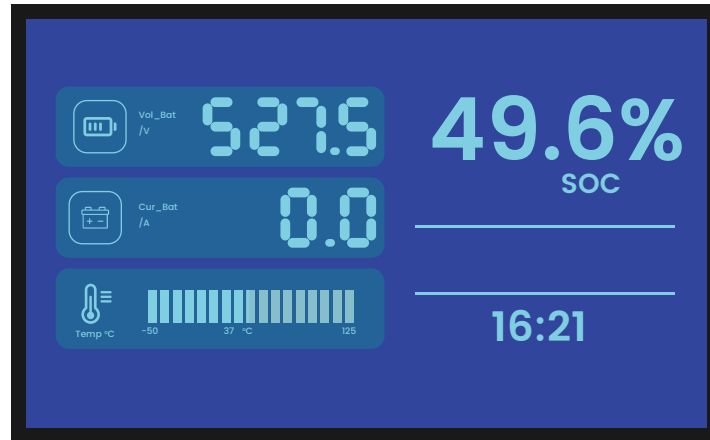 Vol_Bat
/V
527.5
Cur_Bat
/A
0.0
Temp °C
-50
37 °C
125
49.6%
SOC
16:21